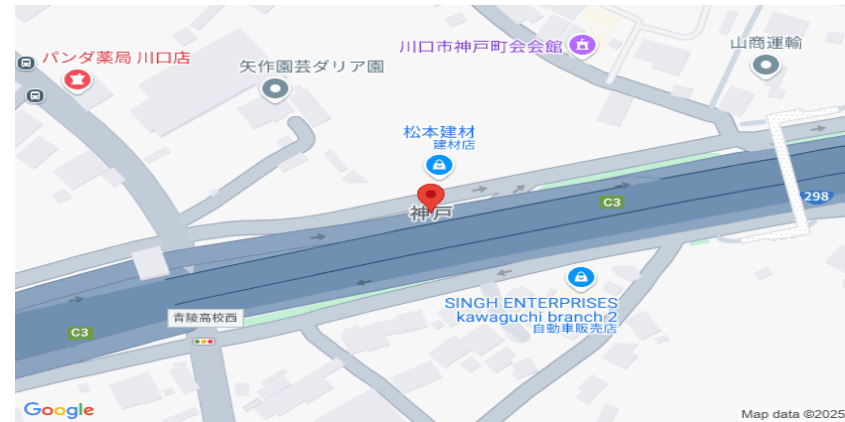 川口市神戸町会会館
山商運輸
パンダ薬局 川口店
矢作園芸ダリア園
松本建材
建材店
神戸
C3
298
SINGH ENTERPRISES
kawaguchi branch 2
自動車販売店
青陵高校西
C3
Google
Map data ©2025